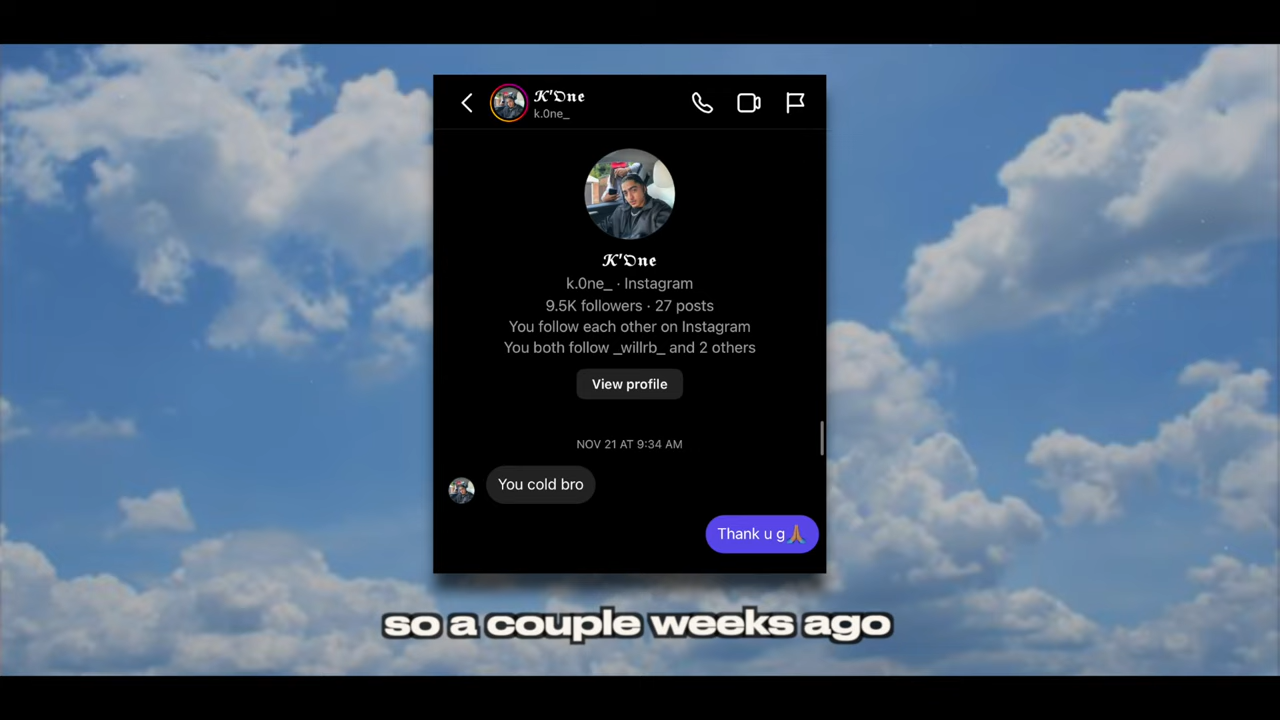 𝓚'𝕺𝖓𝖊
k.0ne_
𝓚'𝕺𝖓𝖊
k.0ne_ · Instagram
9.5K followers · 27 posts
You follow each other on Instagram
You both follow _willrb_ and 2 others
View profile
NOV 21 AT 9:34 AM
You cold bro
Thank u g🙏🏾
so a couple weeks ago